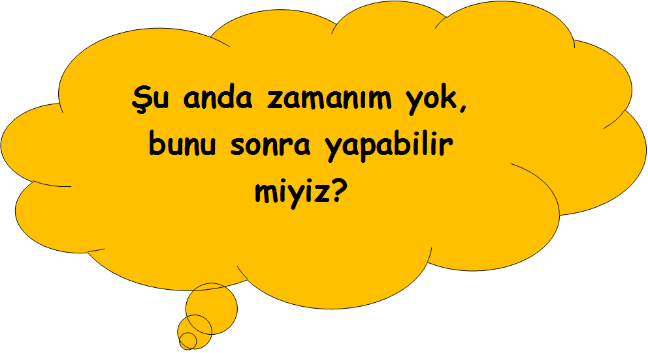 Şu anda zamanım yok,
bunu sonra yapabilir
miyiz?